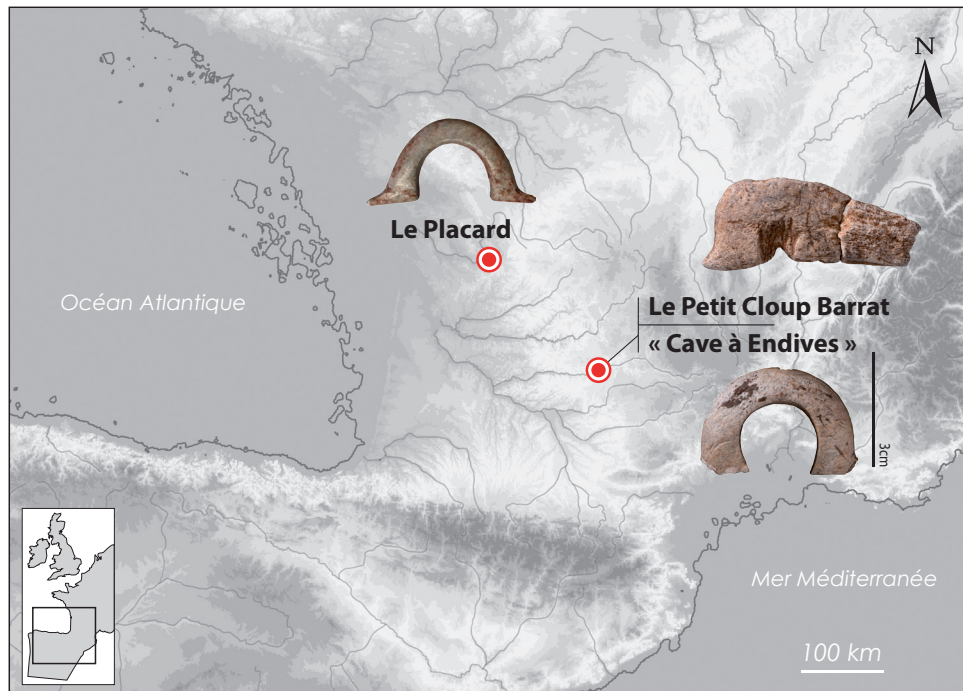 N
Le Placard
Océan Atlantique
Le Petit Cloup Barrat
« Cave à Endives »
3cm
Mer Méditerranée
100 km